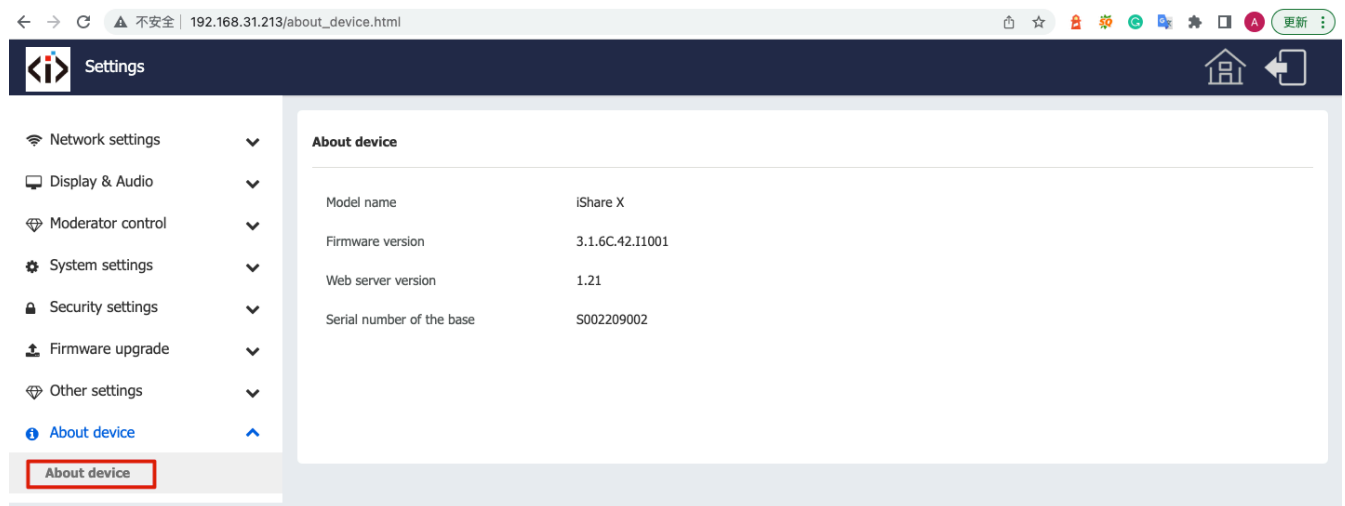 不安全 192.168.31.213/about_device.html 更新
Settings
Network settings
Display & Audio
Moderator control
System settings
Security settings
Firmware upgrade
Other settings
About device
About device
About device
Model name iShare X
Firmware version 3.1.6C.42.I1001
Web server version 1.21
Serial number of the base S002209002